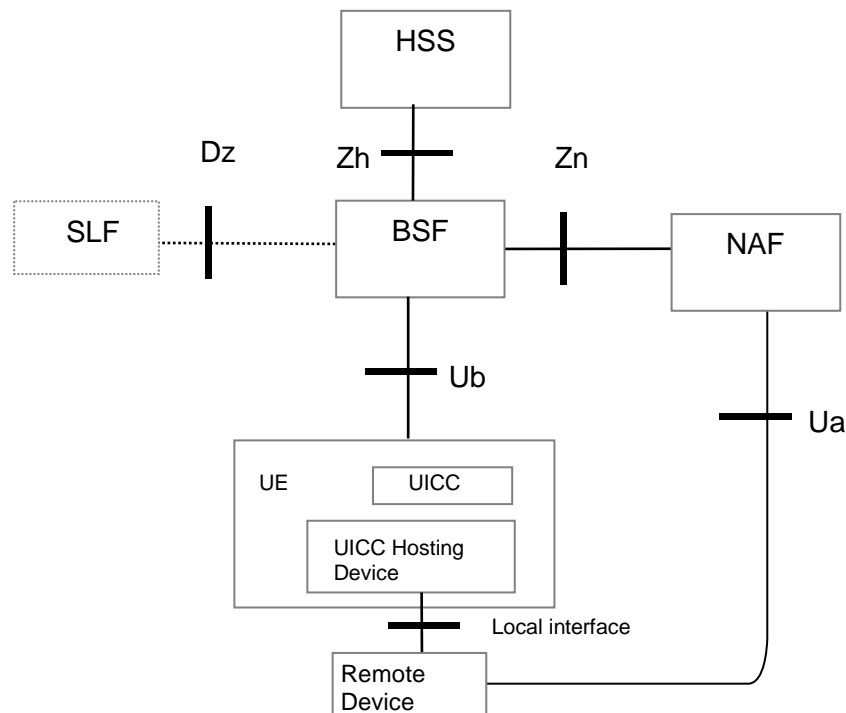 HSS
Dz
Zh
Zn
SLF
BSF
NAF
Ub
Ua
UE
UICC
UICC Hosting
Device
Local interface
Remote
Device